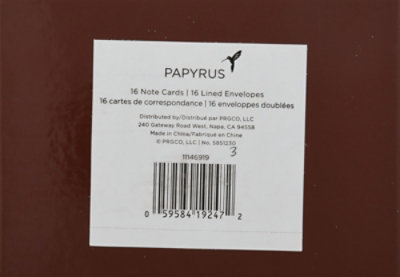 PAPYRUS
16 Note Cards | 16 Lined Envelopes
16 cartes de correspondance | 16 enveloppes doublées
Distributed by/Distribué par PRGCO, LLC
240 Gateway Road West, Napa, CA 94558
Made in China/Fabriqué en Chine
© PRGCO, LLC | No. 5851230
3
11146919
0 59584 19247 2